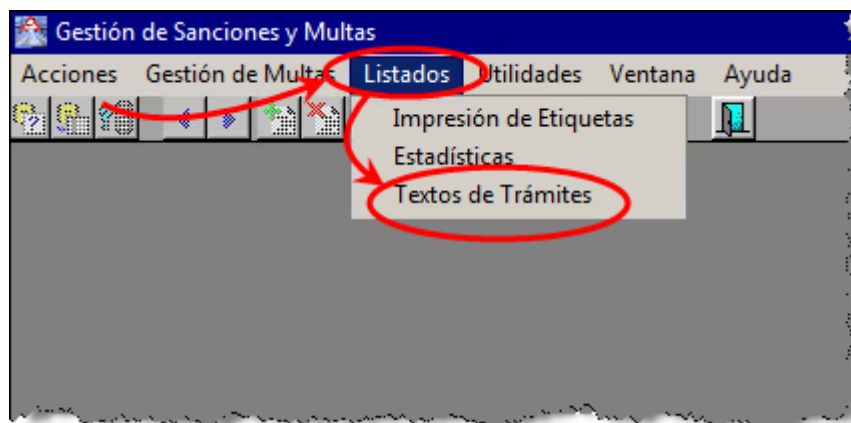 Gestión de Sanciones y Multas
Acciones Gestión de Multas Listados Utilidades Ventana Ayuda
Impresión de Etiquetas
Estadísticas
Textos de Trámites